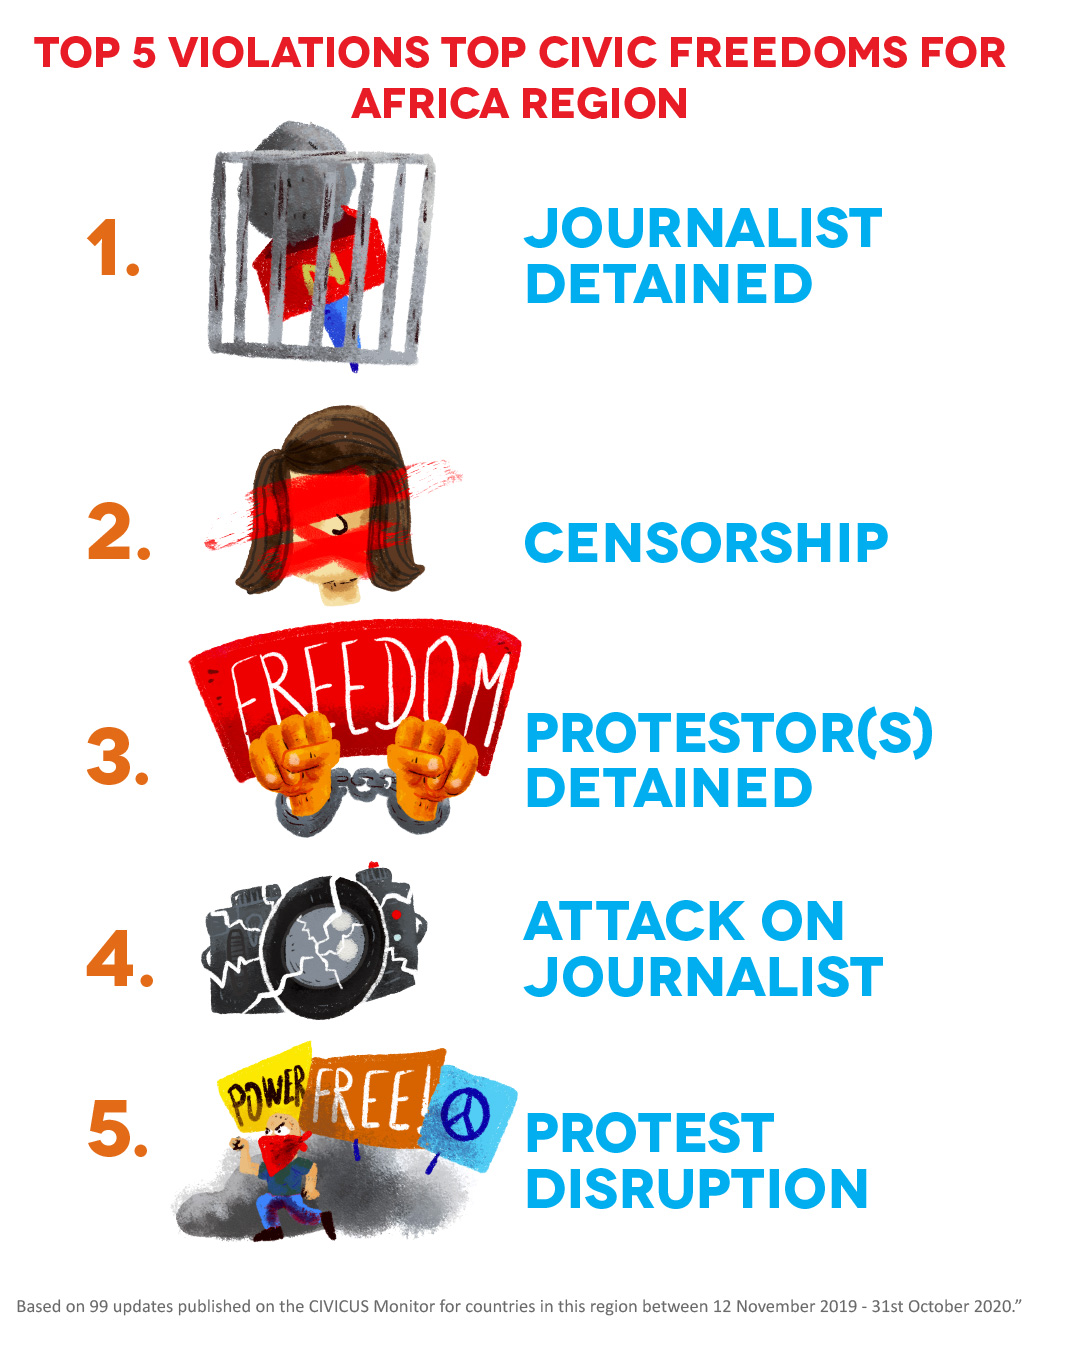 TOP 5 VIOLATIONS TOP CIVIC FREEDOMS FOR
AFRICA REGION
1.
N
JOURNALIST
DETAINED
2.
CENSORSHIP
3.
FREEDOM
PROTESTOR(S)
DETAINED
4.
ATTACK ON
JOURNALIST
5.
POWER
FREE!
PROTEST
DISRUPTION
Based on 99 updates published on the CIVICUS Monitor for countries in this region between 12 November 2019 - 31st October 2020.”